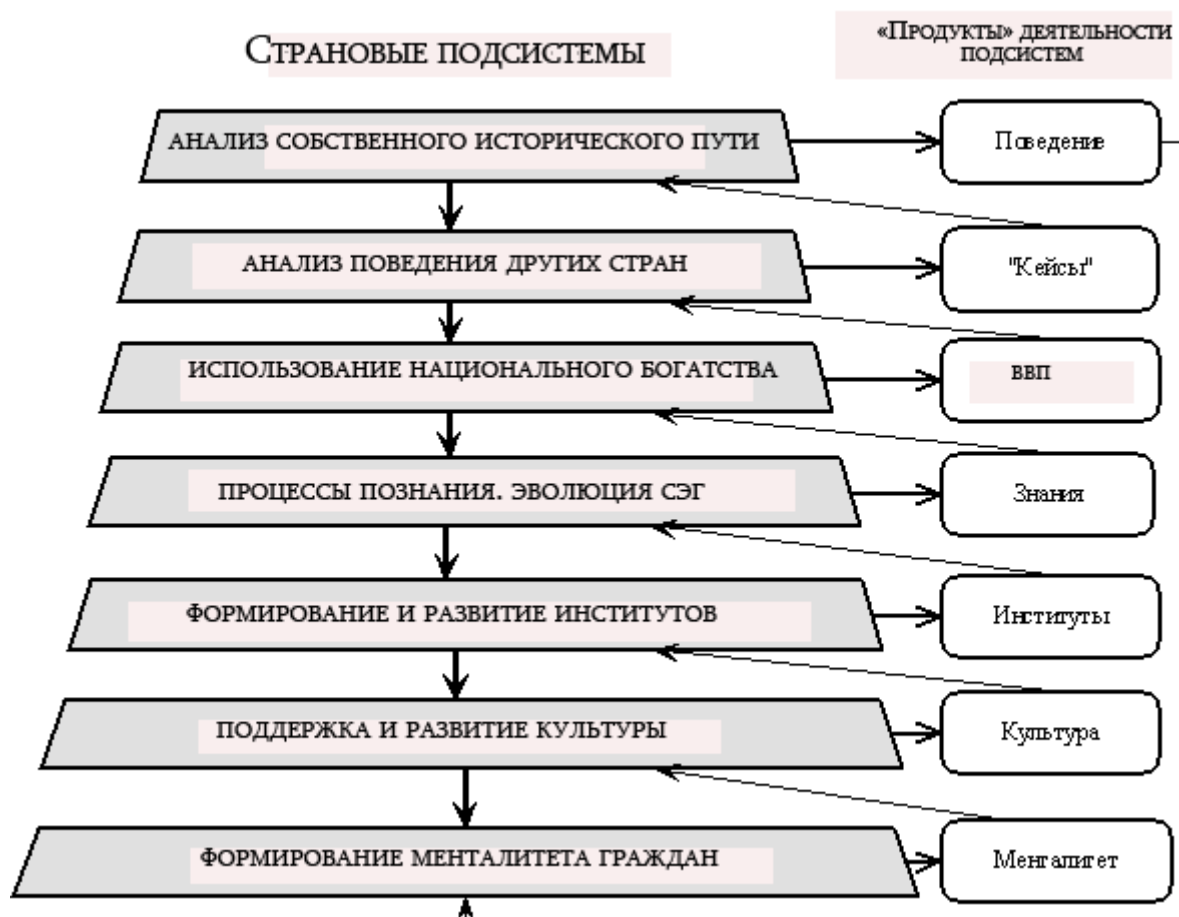 СТРАНОВЫЕ ПОДСИСТЕМЫ
«ПРОДУКТЫ» ДЕЯТЕЛЬНОСТИ
ПОДСИСТЕМ
АНАЛИЗ СОБСТВЕННОГО ИСТОРИЧЕСКОГО ПУТИ
Поведение
АНАЛИЗ ПОВЕДЕНИЯ ДРУГИХ СТРАН
"Кейсы"
ИСПОЛЬЗОВАНИЕ НАЦИОНАЛЬНОГО БОГАТСТВА
ВВП
ПРОЦЕССЫ ПОЗНАНИЯ. ЭВОЛЮЦИЯ СЭГ
Знания
ФОРМИРОВАНИЕ И РАЗВИТИЕ ИНСТИТУТОВ
Институты
ПОДДЕРЖКА И РАЗВИТИЕ КУЛЬТУРЫ
Культура
ФОРМИРОВАНИЕ МЕНТАЛИТЕТА ГРАЖДАН
Менталитет